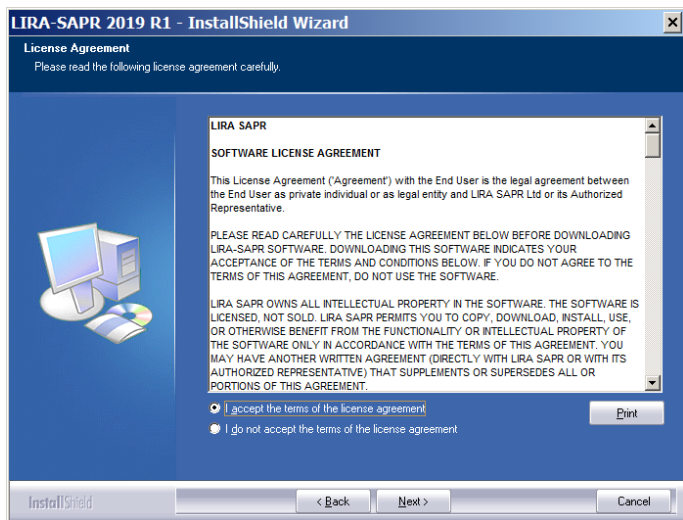 LIRA-SAPR 2019 R1 - InstallShield Wizard
License Agreement
Please read the following license agreement carefully.
LIRA SAPR
SOFTWARE LICENSE AGREEMENT
This License Agreement ('Agreement') with the End User is the legal agreement between
the End User as private individual or as legal entity and LIRA SAPR Ltd or its Authorized
Representative.
PLEASE READ CAREFULLY THE LICENSE AGREEMENT BELOW BEFORE DOWNLOADING
LIRA-SAPR SOFTWARE. DOWNLOADING THIS SOFTWARE INDICATES YOUR
ACCEPTANCE OF THE TERMS AND CONDITIONS BELOW. IF YOU DO NOT AGREE TO THE
TERMS OF THIS AGREEMENT, DO NOT USE THE SOFTWARE.
LIRA SAPR OWNS ALL INTELLECTUAL PROPERTY IN THE SOFTWARE. THE SOFTWARE IS
LICENSED, NOT SOLD. LIRA SAPR PERMITS YOU TO COPY, DOWNLOAD, INSTALL, USE,
OR OTHERWISE BENEFIT FROM THE FUNCTIONALITY OR INTELLECTUAL PROPERTY OF
THE SOFTWARE ONLY IN ACCORDANCE WITH THE TERMS OF THIS AGREEMENT. YOU
MAY HAVE ANOTHER WRITTEN AGREEMENT (DIRECTLY WITH LIRA SAPR OR WITH ITS
AUTHORIZED REPRESENTATIVE) THAT SUPPLEMENTS OR SUPERSEDES ALL OR
PORTIONS OF THIS AGREEMENT.
I accept the terms of the license agreement
Print
I do not accept the terms of the license agreement
InstallShield
< Back
Next >
Cancel